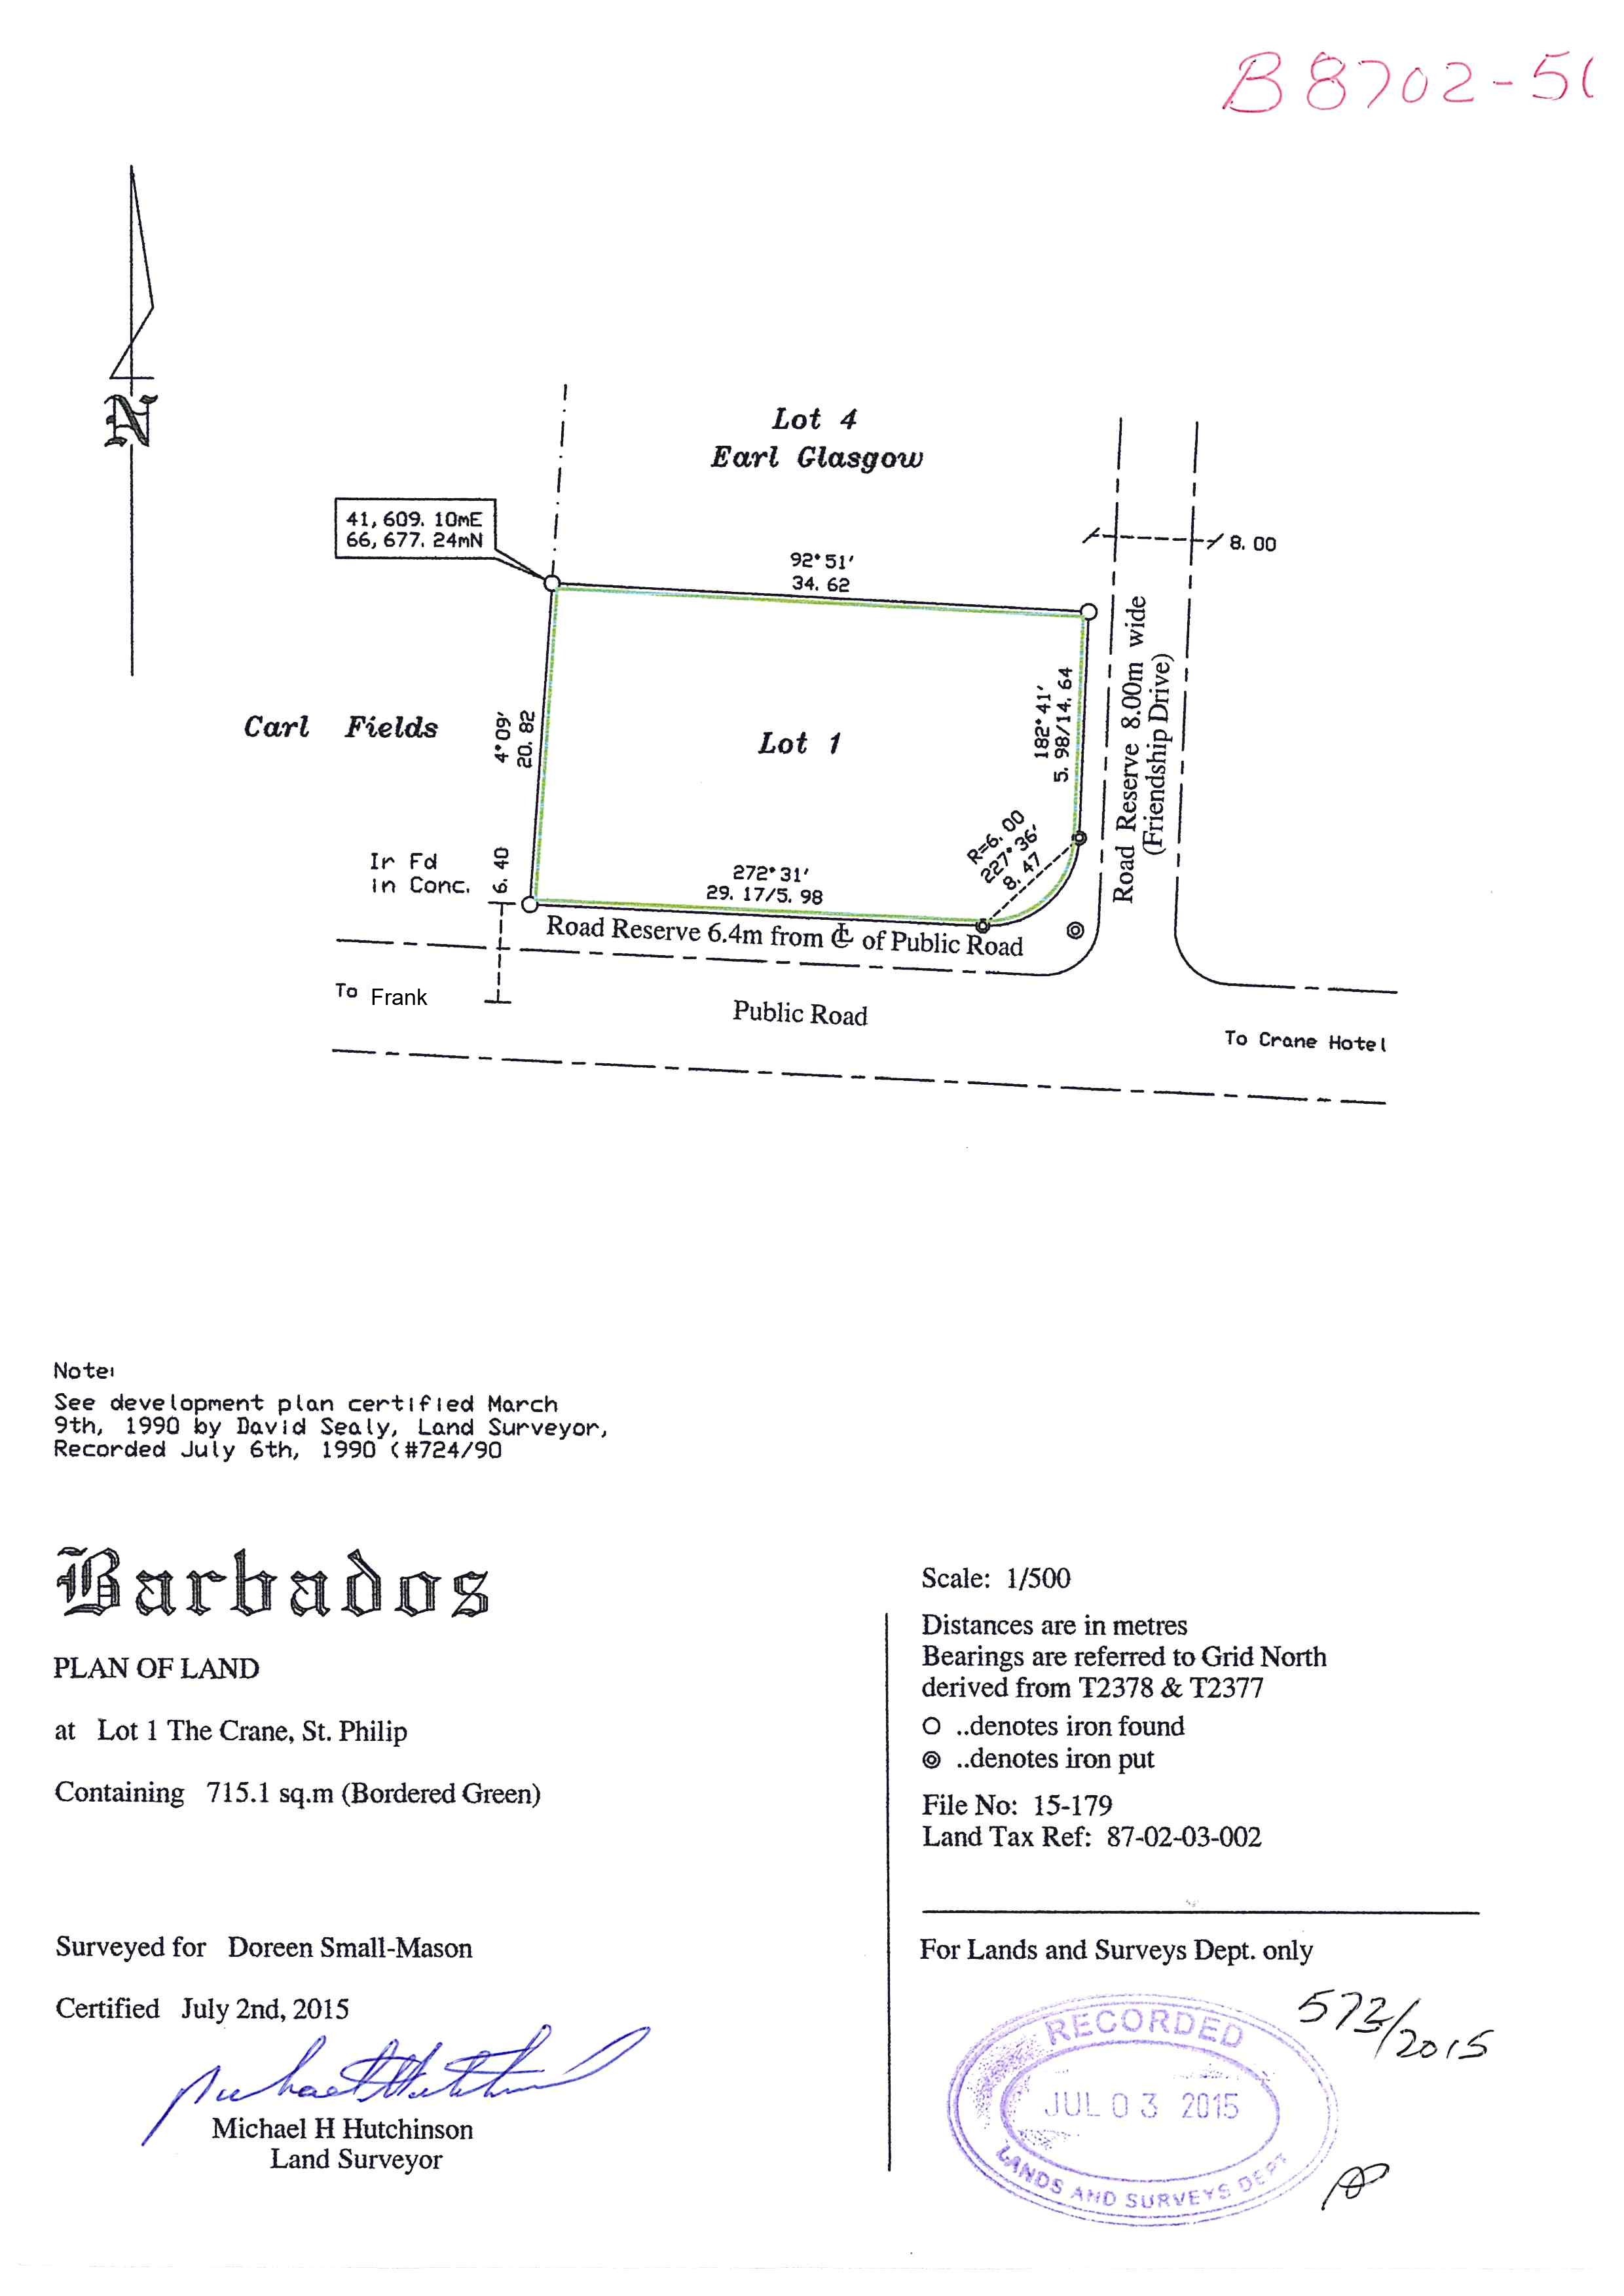 B8702-51
N
Lot 4
Earl Glasgow
41,609.10mE
66,677.24mN
8.00
92°51'
34.62
Road Reserve 8.00m wide
(Friendship Drive)
182°41'
5.98/14.64
Carl Fields
4°09'
20.82
Lot 1
R=6.00
227°36'
8.47
Ir Fd
in Conc.
6.40
272°31'
29.17/5.98
Road Reserve 6.4m from ℄ of Public Road
To Frank
Public Road
To Crane Hotel
Note:
See development plan certified March
9th, 1990 by David Sealy, Land Surveyor,
Recorded July 6th, 1990 (#724/90
Barbados
PLAN OF LAND
at Lot 1 The Crane, St. Philip
Containing 715.1 sq.m (Bordered Green)
Surveyed for Doreen Small-Mason
Certified July 2nd, 2015
Michael H Hutchinson
Land Surveyor
Scale: 1/500
Distances are in metres
Bearings are referred to Grid North
derived from T2378 & T2377
..denotes iron found
..denotes iron put
File No: 15-179
Land Tax Ref: 87-02-03-002
For Lands and Surveys Dept. only
572/2015
RECORDED
JUL 03 2015
LANDS AND SURVEYS DEPT